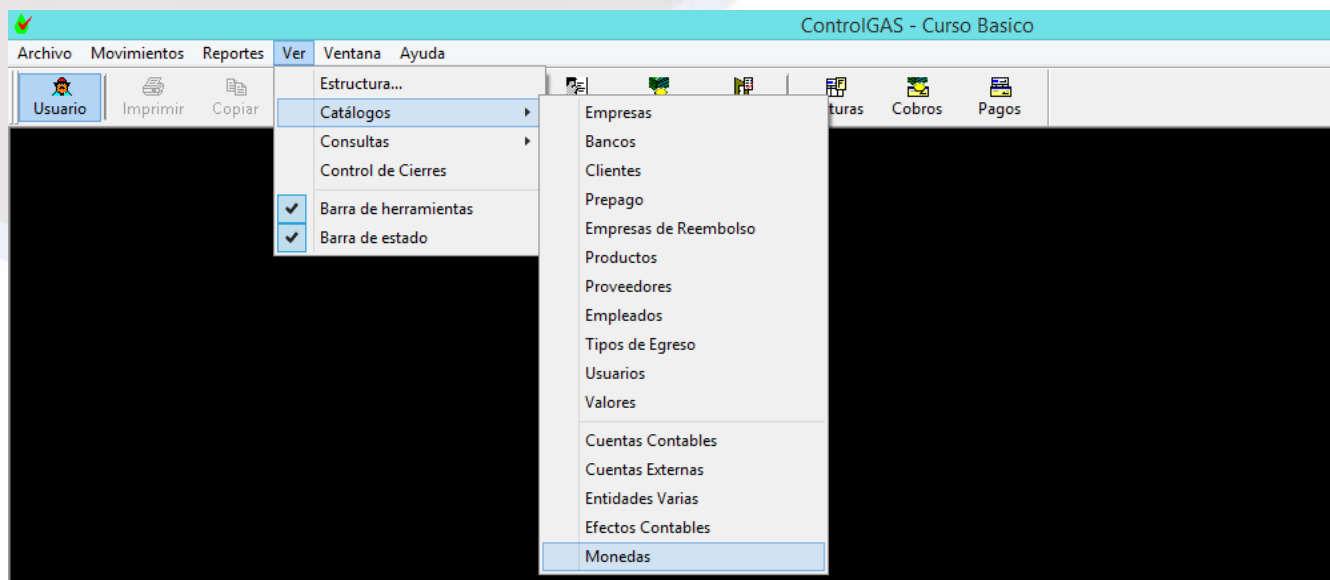 ControlGAS - Curso Basico
Archivo Movimientos Reportes Ver Ventana Ayuda
Usuario Imprimir Copiar Cobros Pagos
Estructura...
Catálogos
Consultas
Control de Cierres
Barra de herramientas
Barra de estado
Empresas
Bancos
Clientes
Prepago
Empresas de Reembolso
Productos
Proveedores
Empleados
Tipos de Egreso
Usuarios
Valores
Cuentas Contables
Cuentas Externas
Entidades Varias
Efectos Contables
Monedas